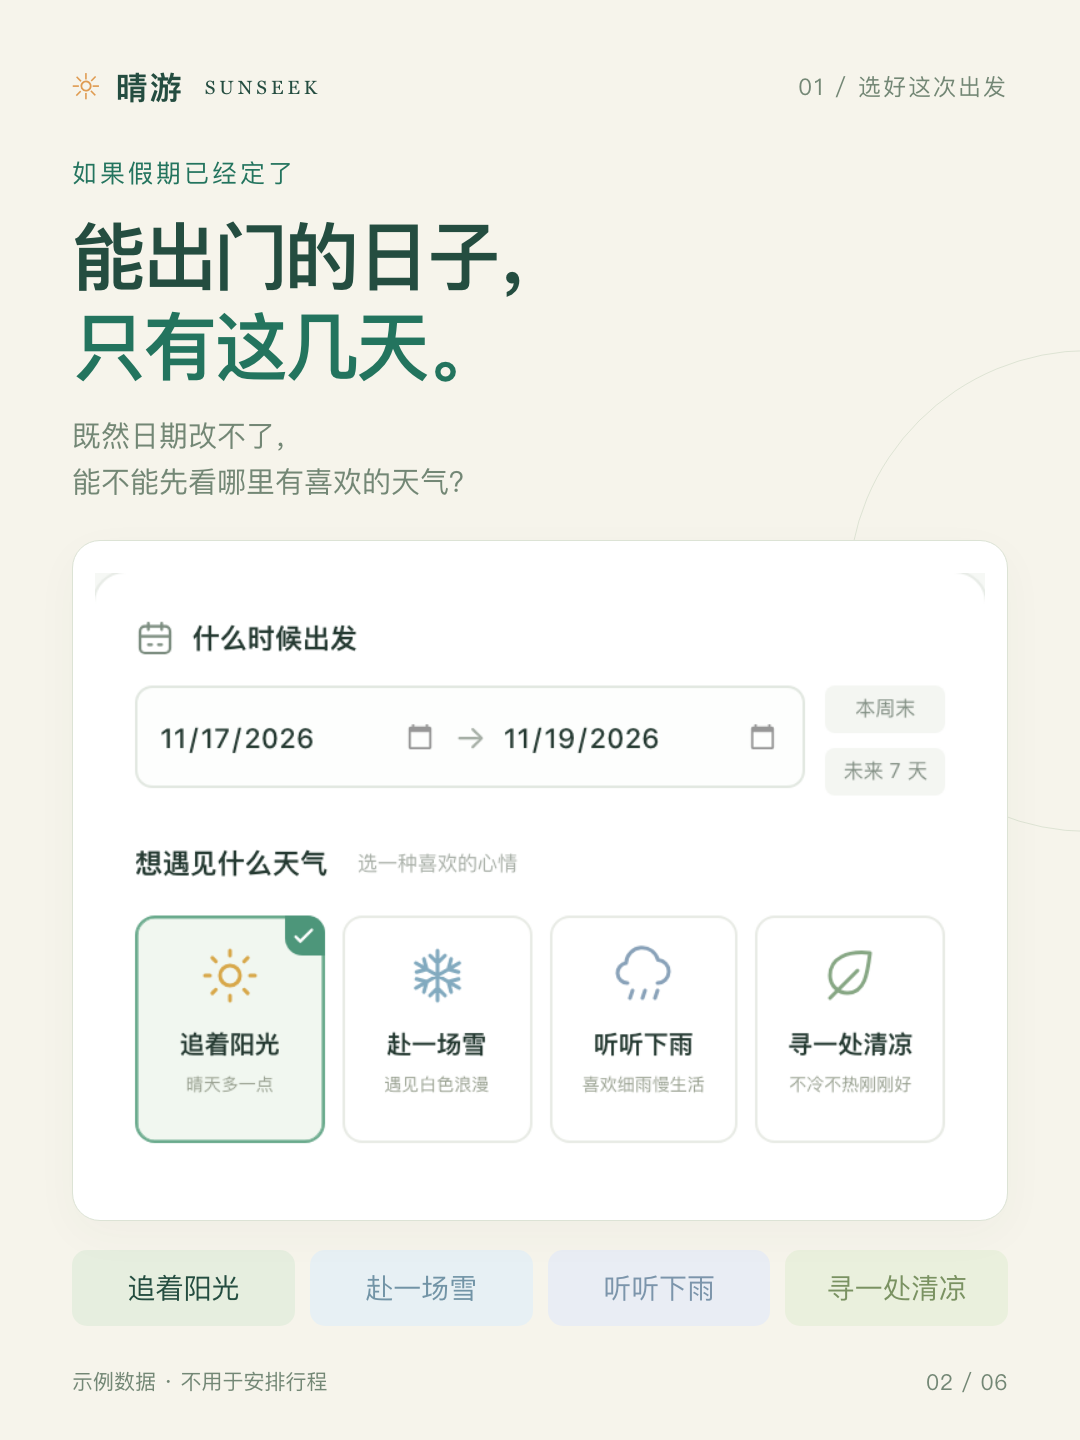 晴游 SUNSEEK
01 / 选好这次出发
如果假期已经定了
能出门的日子，
只有这几天。
既然日期改不了，
能不能先看哪里有喜欢的天气？
什么时候出发
11/17/2026 → 11/19/2026
本周末
未来 7 天
想遇见什么天气 选一种喜欢的心情
追着阳光 赴一场雪 听听下雨 寻一处清凉
晴天多一点 遇见白色浪漫 喜欢细雨慢生活 不冷不热刚刚好
追着阳光 赴一场雪 听听下雨 寻一处清凉
示例数据 · 不用于安排行程
02 / 06